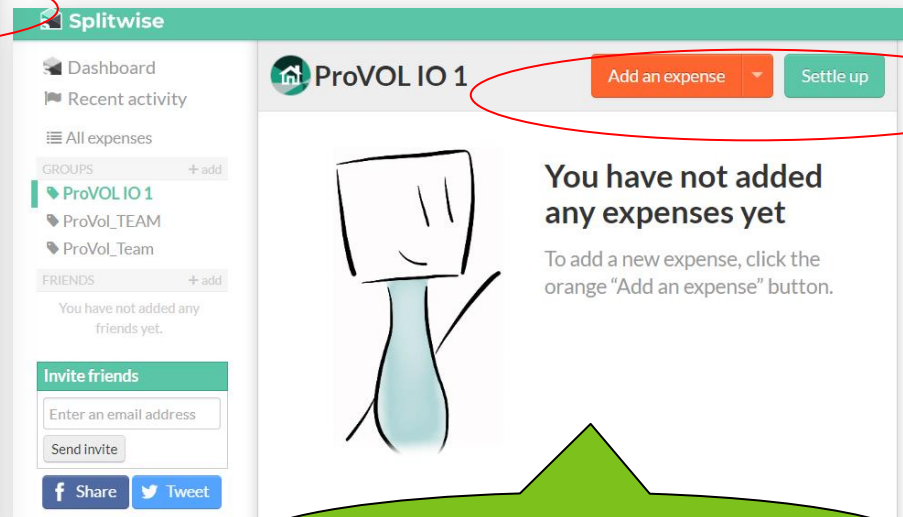 Splitwise
Dashboard
Recent activity
All expenses
GROUPS + add
ProVOL IO 1
ProVol_TEAM
ProVol_Team
FRIENDS + add
You have not added any
friends yet.
Invite friends
Enter an email address
Send invite
Share Tweet
ProVOL IO 1
Add an expense Settle up
You have not added
any expenses yet
To add a new expense, click the
orange “Add an expense” button.